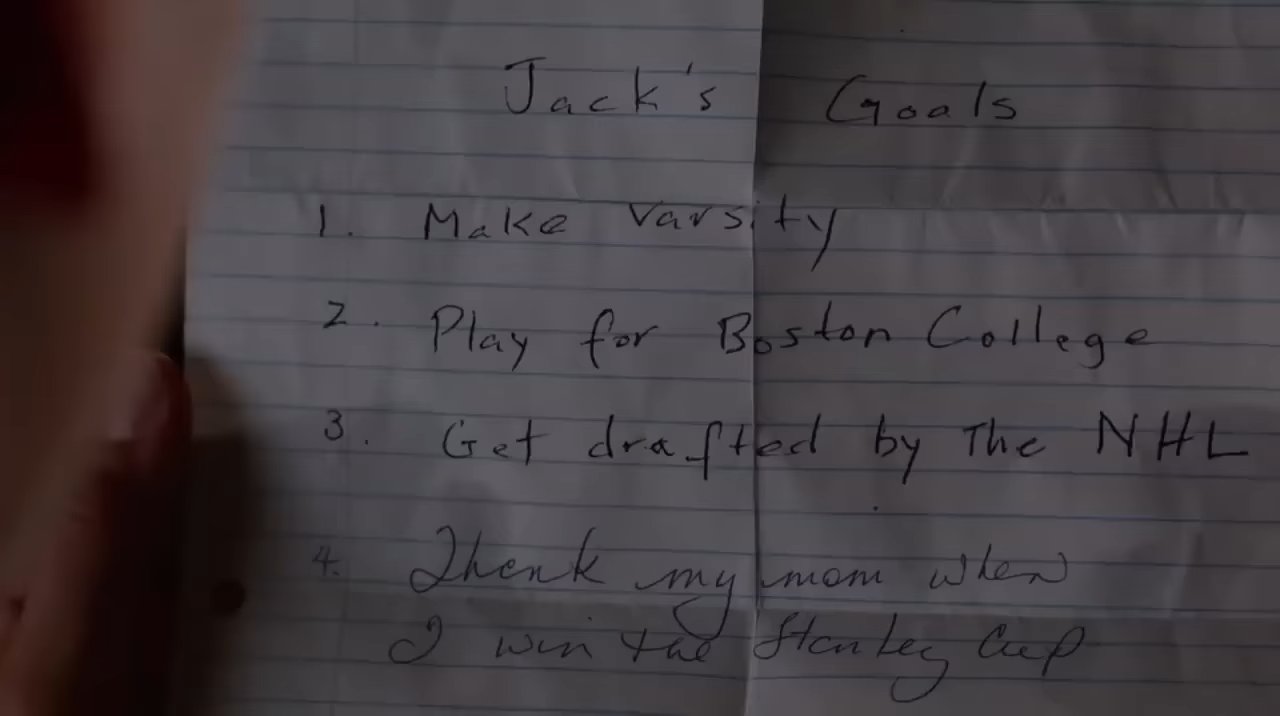 Jack's Goals
1. Make Varsity
2. Play for Boston College
3. Get drafted by The NHL
4. Thank my mom when
I win the Stanley Cup